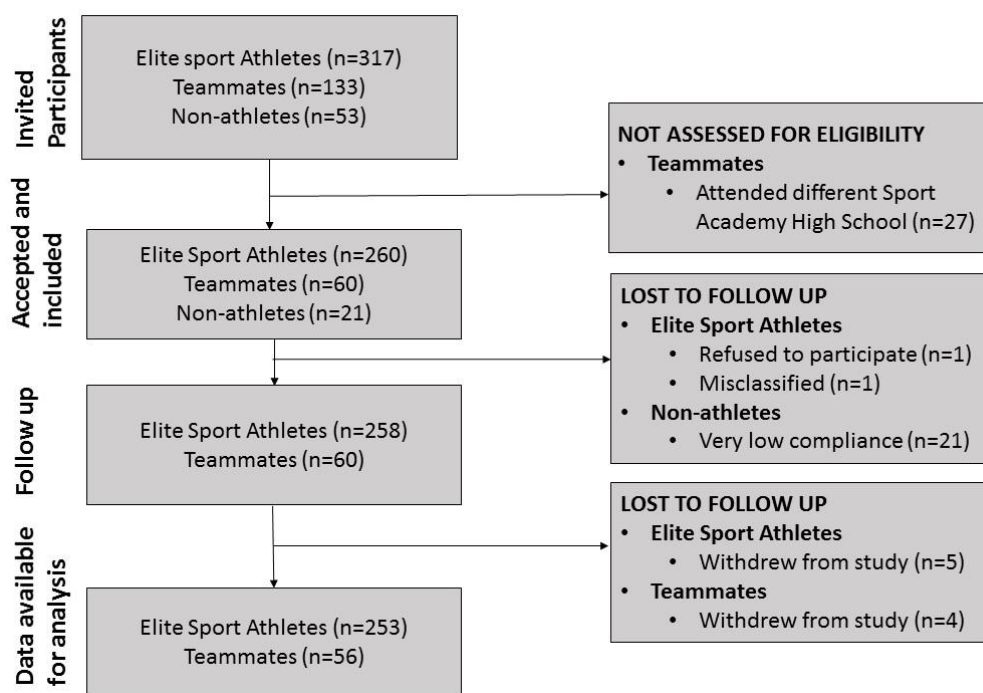 Invited
Participants
Elite sport Athletes (n=317)
Teammates (n=133)
Non-athletes (n=53)
NOT ASSESSED FOR ELIGIBILITY
• Teammates
• Attended different Sport
Academy High School (n=27)
Accepted and
included
Elite Sport Athletes (n=260)
Teammates (n=60)
Non-athletes (n=21)
LOST TO FOLLOW UP
• Elite Sport Athletes
• Refused to participate (n=1)
• Misclassified (n=1)
• Non-athletes
• Very low compliance (n=21)
Follow up
Elite Sport Athletes (n=258)
Teammates (n=60)
LOST TO FOLLOW UP
• Elite Sport Athletes
• Withdrew from study (n=5)
• Teammates
• Withdrew from study (n=4)
Data available
for analysis
Elite Sport Athletes (n=253)
Teammates (n=56)